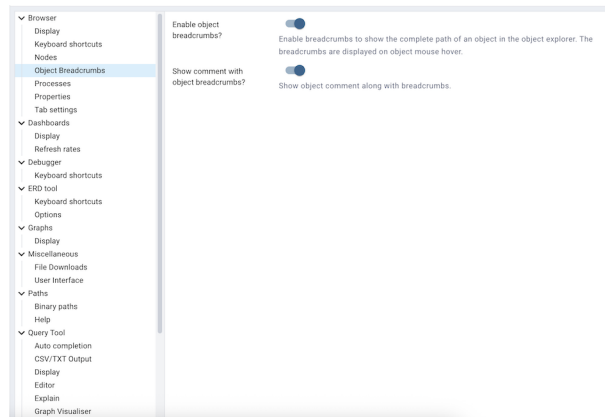 Browser
Display
Keyboard shortcuts
Nodes
Object Breadcrumbs
Processes
Properties
Tab settings
Dashboards
Display
Refresh rates
Debugger
Keyboard shortcuts
ERD tool
Keyboard shortcuts
Options
Graphs
Display
Miscellaneous
File Downloads
User Interface
Paths
Binary paths
Help
Query Tool
Auto completion
CSV/TXT Output
Display
Editor
Explain
Graph Visualiser
Enable object
breadcrumbs?
Enable breadcrumbs to show the complete path of an object in the object explorer. The
breadcrumbs are displayed on object mouse hover.
Show comment with
object breadcrumbs?
Show object comment along with breadcrumbs.